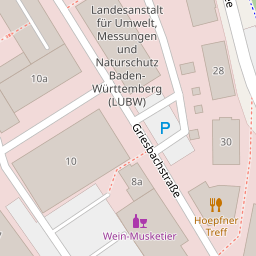 Landesanstalt
für Umwelt,
Messungen
und
Naturschutz
Baden-
Württemberg
(LUBW)
10a
28
P
Griesbachstraße
30
10
8a
Hoepfner
Treff
Wein-Musketier